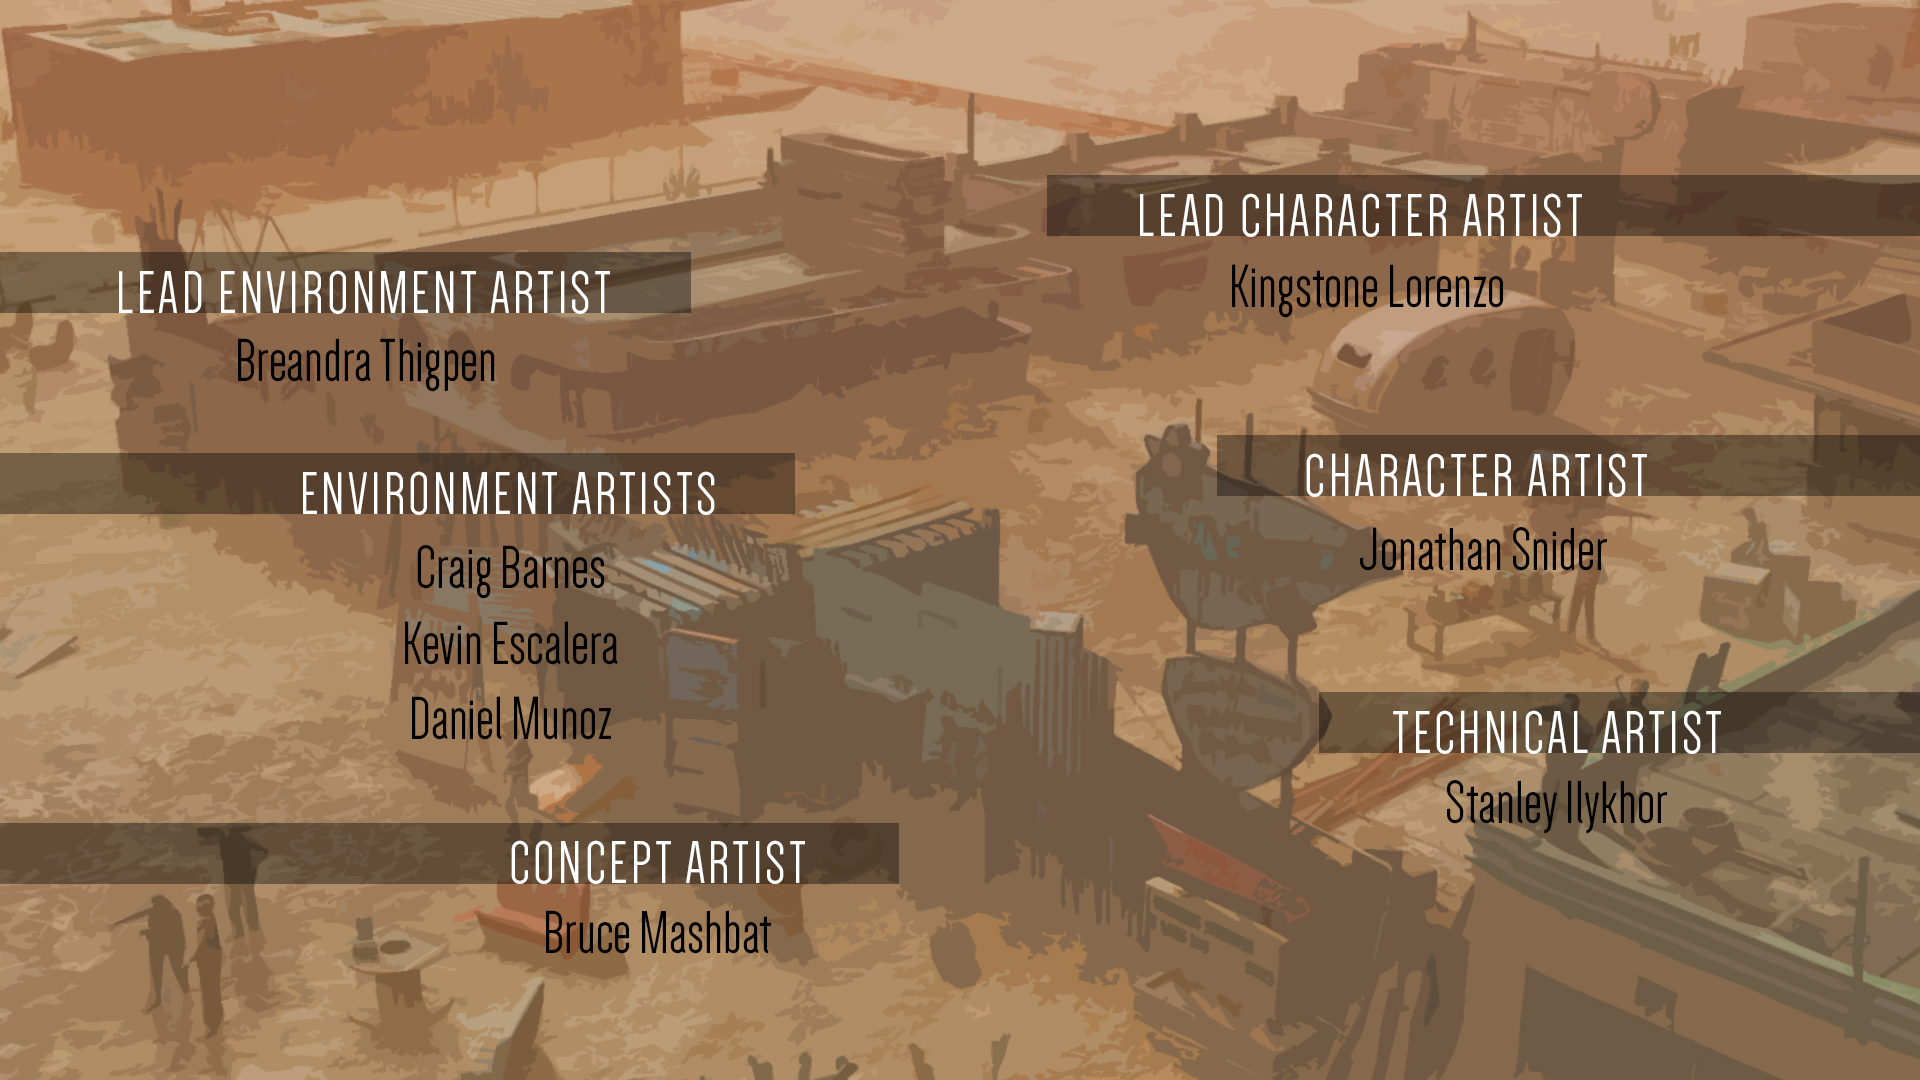 LEAD ENVIRONMENT ARTIST
Breandra Thigpen
ENVIRONMENT ARTISTS
Craig Barnes
Kevin Escalera
Daniel Munoz
CONCEPT ARTIST
Bruce Mashbat
LEAD CHARACTER ARTIST
Kingstone Lorenzo
CHARACTER ARTIST
Jonathan Snider
TECHNICAL ARTIST
Stanley Ilykhor